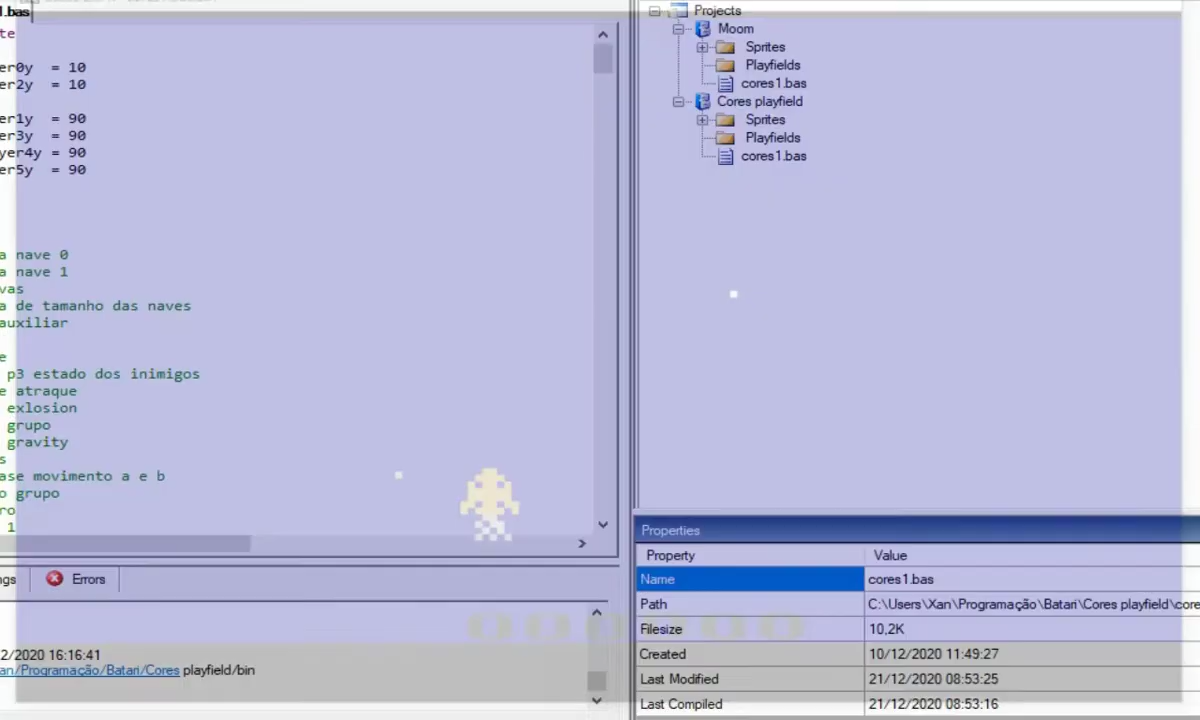 1.bas
te
er0y = 10
er2y = 10
er1y = 90
er3y = 90
yer4y = 90
er5y = 90
a nave 0
a nave 1
vas
a de tamanho das naves
auxiliar
e
p3 estado dos inimigos
e atraque
exlosion
grupo
gravity
s
ase movimento a e b
o grupo
ro
1
gs
Errors
2/2020 16:16:41
an/Programação/Batari/Cores playfield/bin
Projects
Moom
Sprites
Playfields
cores1.bas
Cores playfield
Sprites
Playfields
cores1.bas
Properties
Property Value
Name cores1.bas
Path C:\Users\Xan\Programação\Batari\Cores playfield\core
Filesize 10,2K
Created 10/12/2020 11:49:27
Last Modified 21/12/2020 08:53:25
Last Compiled 21/12/2020 08:53:16